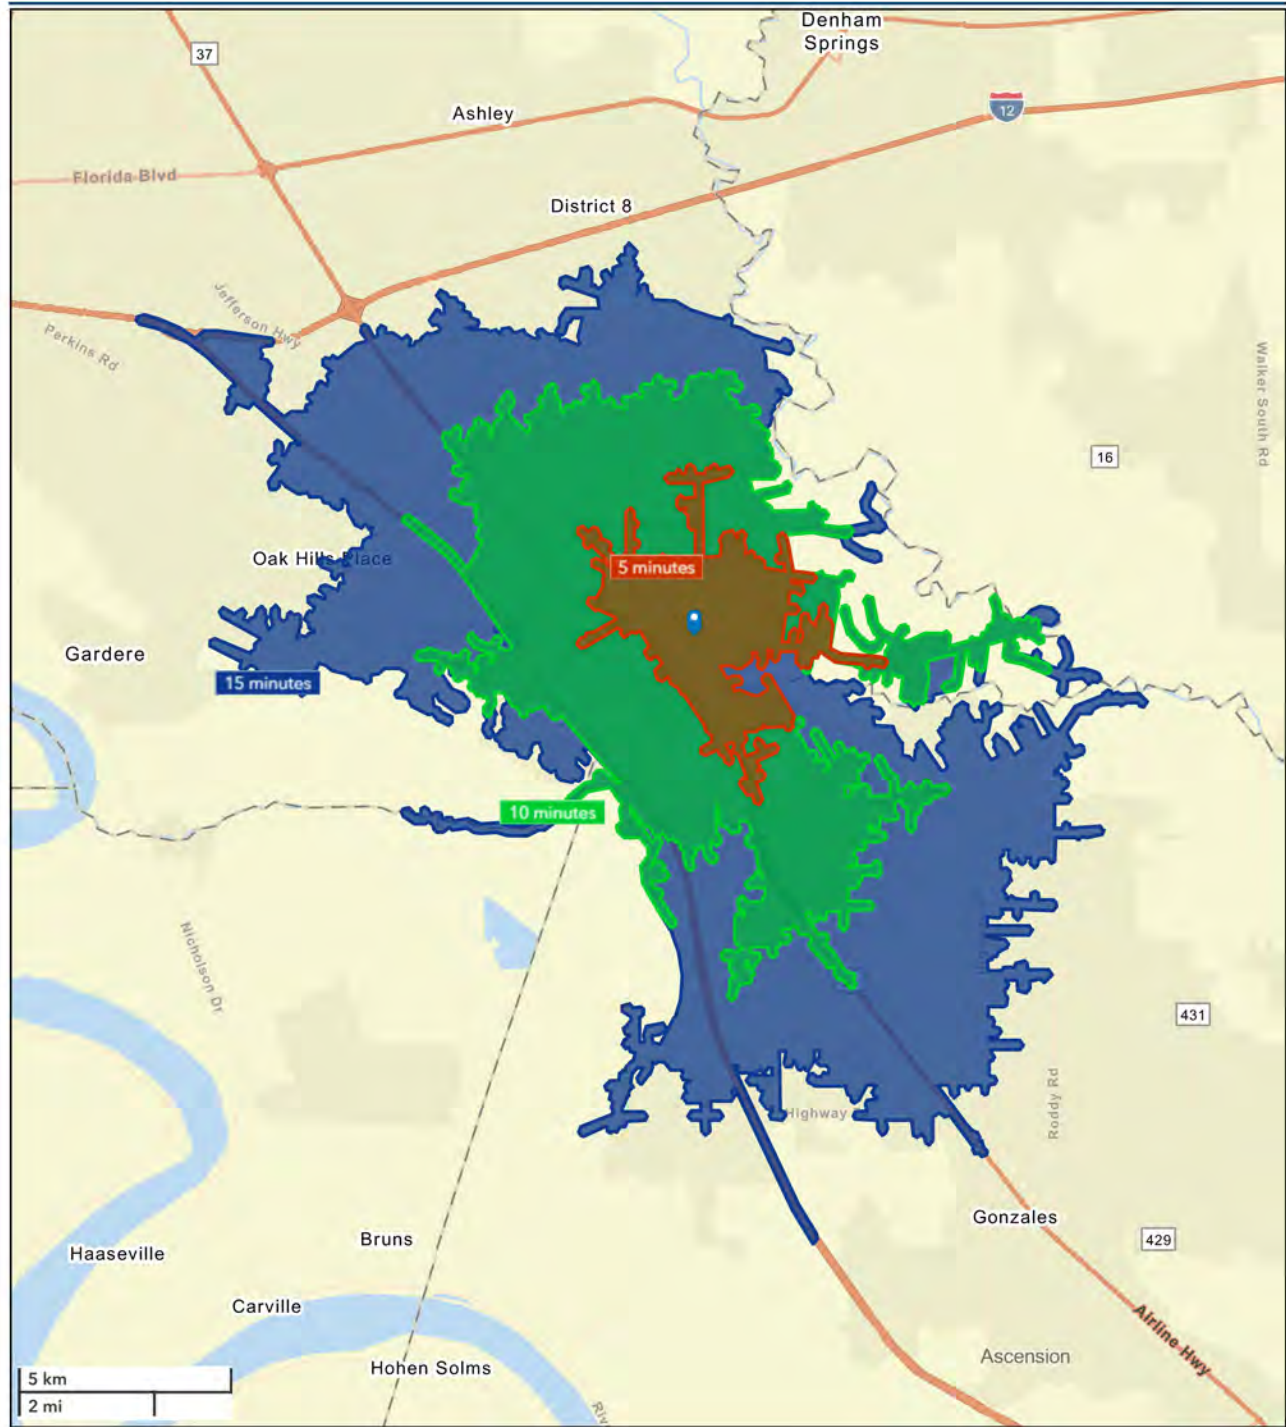 Denham
Springs
37
12
Ashley
Florida Blvd
District 8
Jefferson Hwy
Perkins Rd
Walker South Rd
16
Oak Hills Place
5 minutes
Gardere
15 minutes
10 minutes
Nicholson Dr
431
Roddy Rd
Highway
Gonzales
429
Bruns
Haaseville
Carville
Airline Hwy
Ascension
Hohen Solms
5 km
2 mi